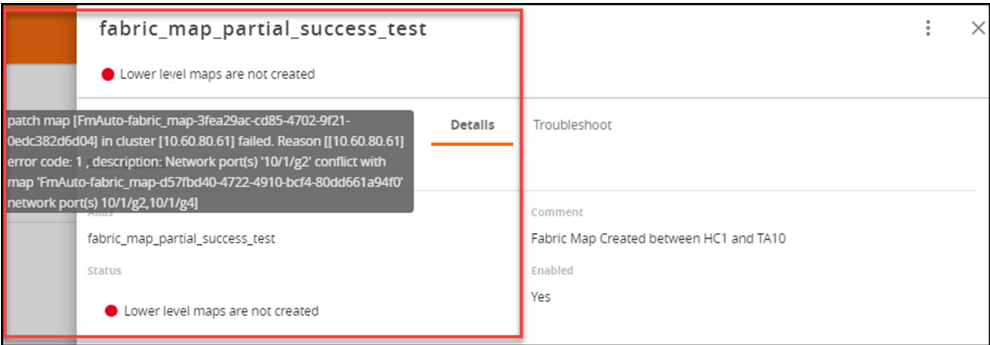 fabric_map_partial_success_test
Lower level maps are not created
patch map [FmAuto-fabric_map-3fea29ac-cd85-4702-9f21-
0edc382d6d04] in cluster [10.60.80.61] failed. Reason [[10.60.80.61]
error code: 1 , description: Network port(s) '10/1/g2' conflict with
map 'FmAuto-fabric_map-d57fbd40-4722-4910-bcf4-80dd661a94f0'
network port(s) 10/1/g2,10/1/g4]
Details
Troubleshoot
Alias
Comment
fabric_map_partial_success_test
Fabric Map Created between HC1 and TA10
Status
Enabled
Lower level maps are not created
Yes